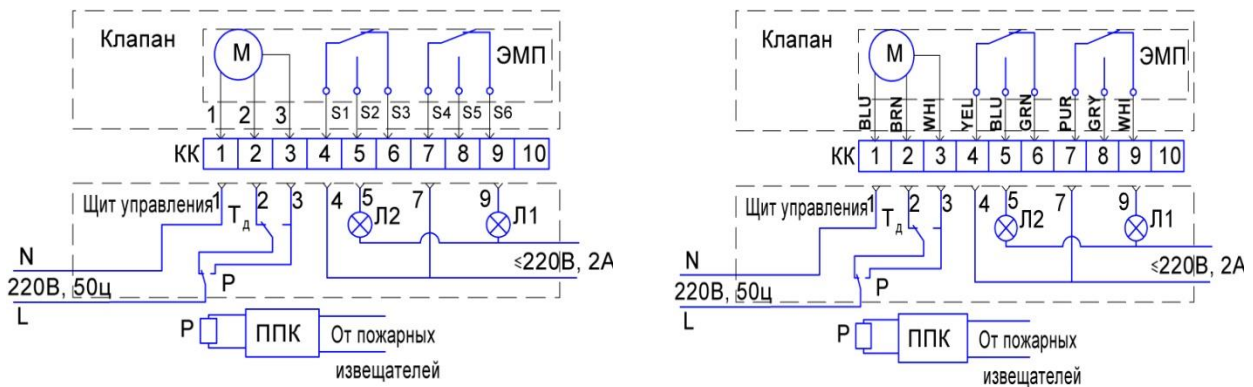 Клапан
М
ЭМП
1 2 3 S1 S2 S3 S4 S5 S6
КК 1 2 3 4 5 6 7 8 9 10
Щит управления 1 2 3 4 5 7 9
Tд Л2 Л1
N
P
≤220В, 2А
220В, 50ц
L
P ППК От пожарных
извещателей
Клапан
М
ЭМП
BLU BRN WHI YEL BLU GRN PUR GRY WHI
КК 1 2 3 4 5 6 7 8 9 10
Щит управления 1 2 3 4 5 7 9
Tд Л2 Л1
N
P
≤220В, 2А
220В, 50ц
L
P ППК От пожарных
извещателей